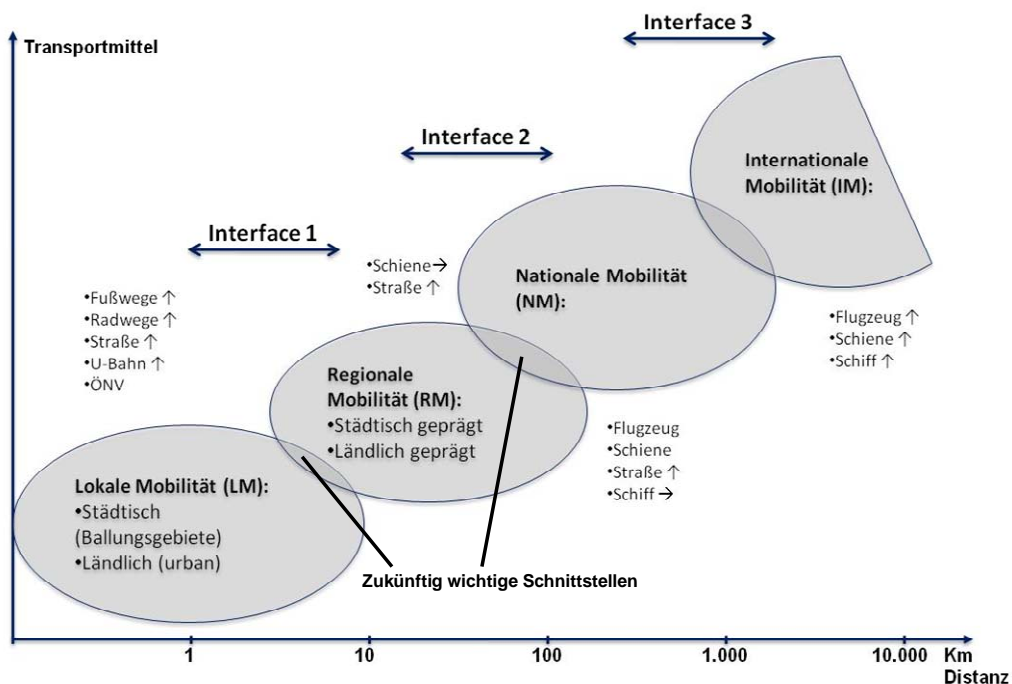 Transportmittel
Interface 3
Interface 2
Interface 1
Internationale
Mobilität (IM):
•Schiene→
•Straße ↑
Nationale Mobilität
(NM):
•Fußwege ↑
•Radwege ↑
•Straße ↑
•U-Bahn ↑
•ÖNV
•Flugzeug ↑
•Schiene ↑
•Schiff ↑
Regionale
Mobilität (RM):
•Städtisch geprägt
•Ländlich geprägt
•Flugzeug
•Schiene
•Straße ↑
•Schiff →
Lokale Mobilität (LM):
•Städtisch
(Ballungsgebiete)
•Ländlich (urban)
Zukünftig wichtige Schnittstellen
1 10 100 1.000 10.000 Km
Distanz